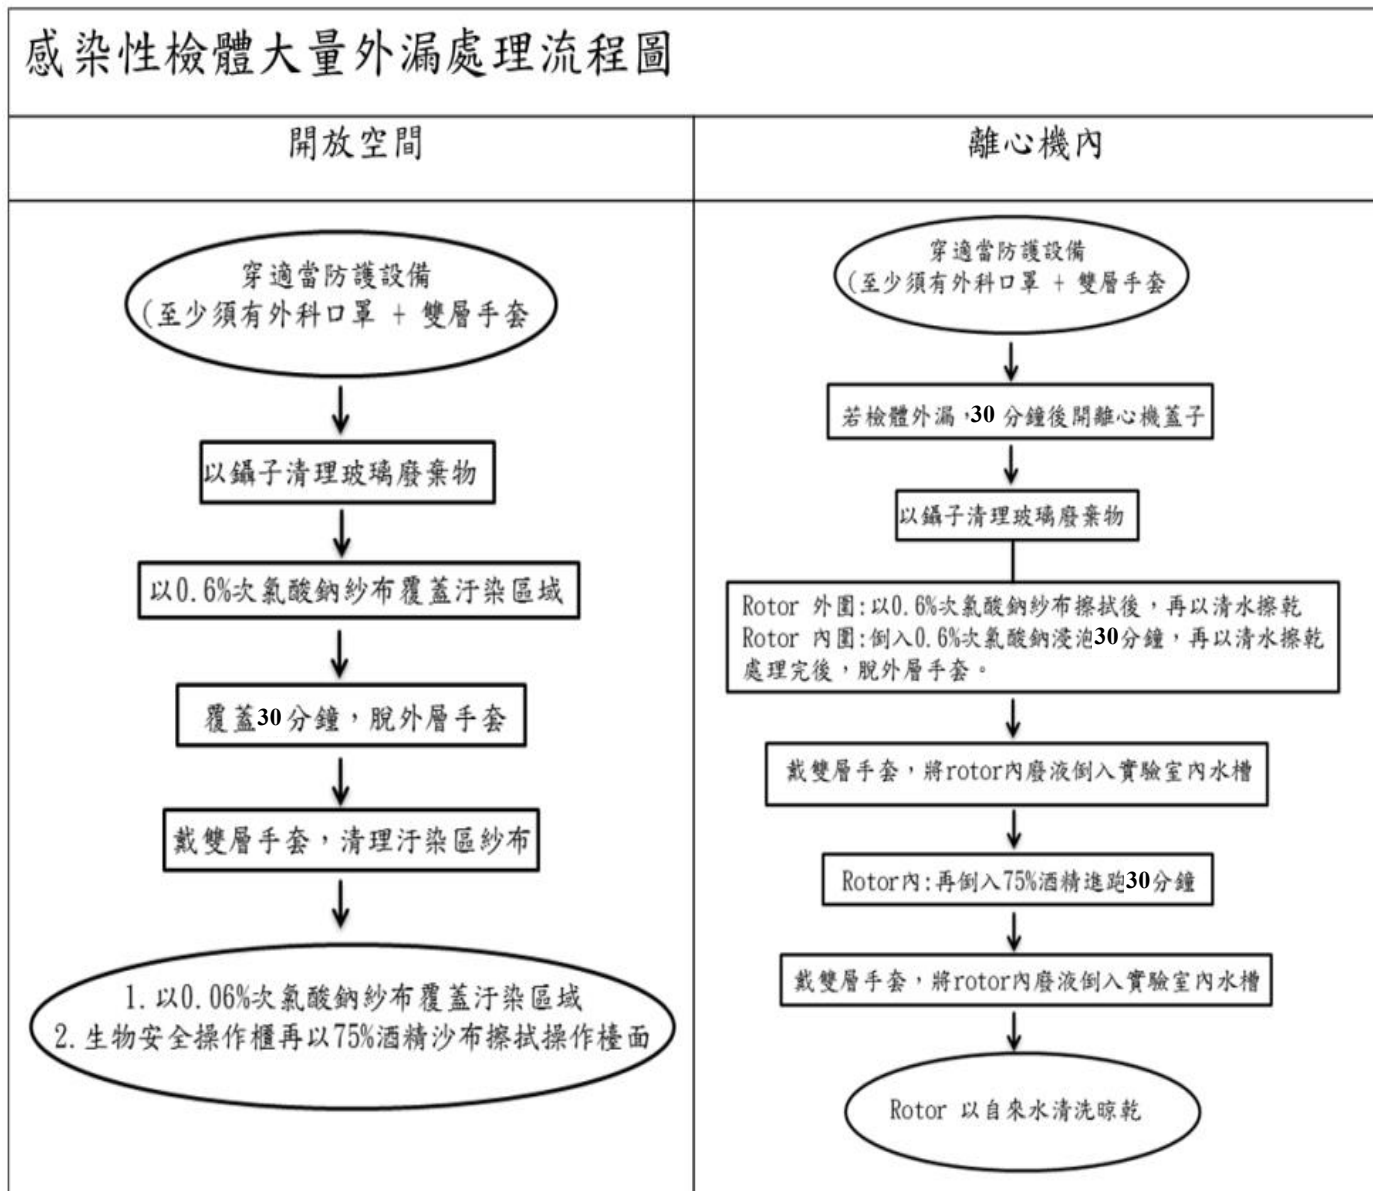 感染性檢體大量外漏處理流程圖
開放空間
穿適當防護設備
(至少須有外科口罩 + 雙層手套
以鑷子清理玻璃廢棄物
以0.6%次氯酸鈉紗布覆蓋汙染區域
覆蓋30分鐘，脫外層手套
戴雙層手套，清理汙染區紗布
1. 以0.06%次氯酸鈉紗布覆蓋汙染區域
2. 生物安全操作櫃再以75%酒精沙布擦拭操作檯面
離心機內
穿適當防護設備
(至少須有外科口罩 + 雙層手套
若檢體外漏，30 分鐘後開離心機蓋子
以鑷子清理玻璃廢棄物
Rotor 外圍:以0.6%次氯酸鈉紗布擦拭後，再以清水擦乾
Rotor 內圍:倒入0.6%次氯酸鈉浸泡30分鐘，再以清水擦乾
處理完後，脫外層手套。
戴雙層手套，將rotor內廢液倒入實驗室內水槽
Rotor內:再倒入75%酒精進跑30分鐘
戴雙層手套，將rotor內廢液倒入實驗室內水槽
Rotor 以自來水清洗晾乾